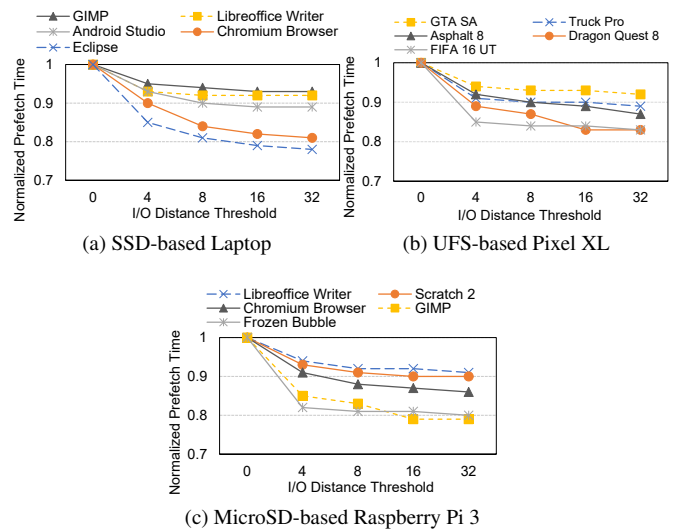 GIMP Libreoffice Writer
Android Studio Chromium Browser
Eclipse
Normalized Prefetch Time
1
0.9
0.8
0.7
0 4 8 16 32
I/O Distance Threshold
(a) SSD-based Laptop
GTA SA Truck Pro
Asphalt 8 Dragon Quest 8
FIFA 16 UT
Normalized Prefetch Time
1
0.9
0.8
0.7
0 4 8 16 32
I/O Distance Threshold
(b) UFS-based Pixel XL
Libreoffice Writer Scratch 2
Chromium Browser GIMP
Frozen Bubble
Normalized Prefetch Time
1
0.9
0.8
0.7
0 4 8 16 32
I/O Distance Threshold
(c) MicroSD-based Raspberry Pi 3